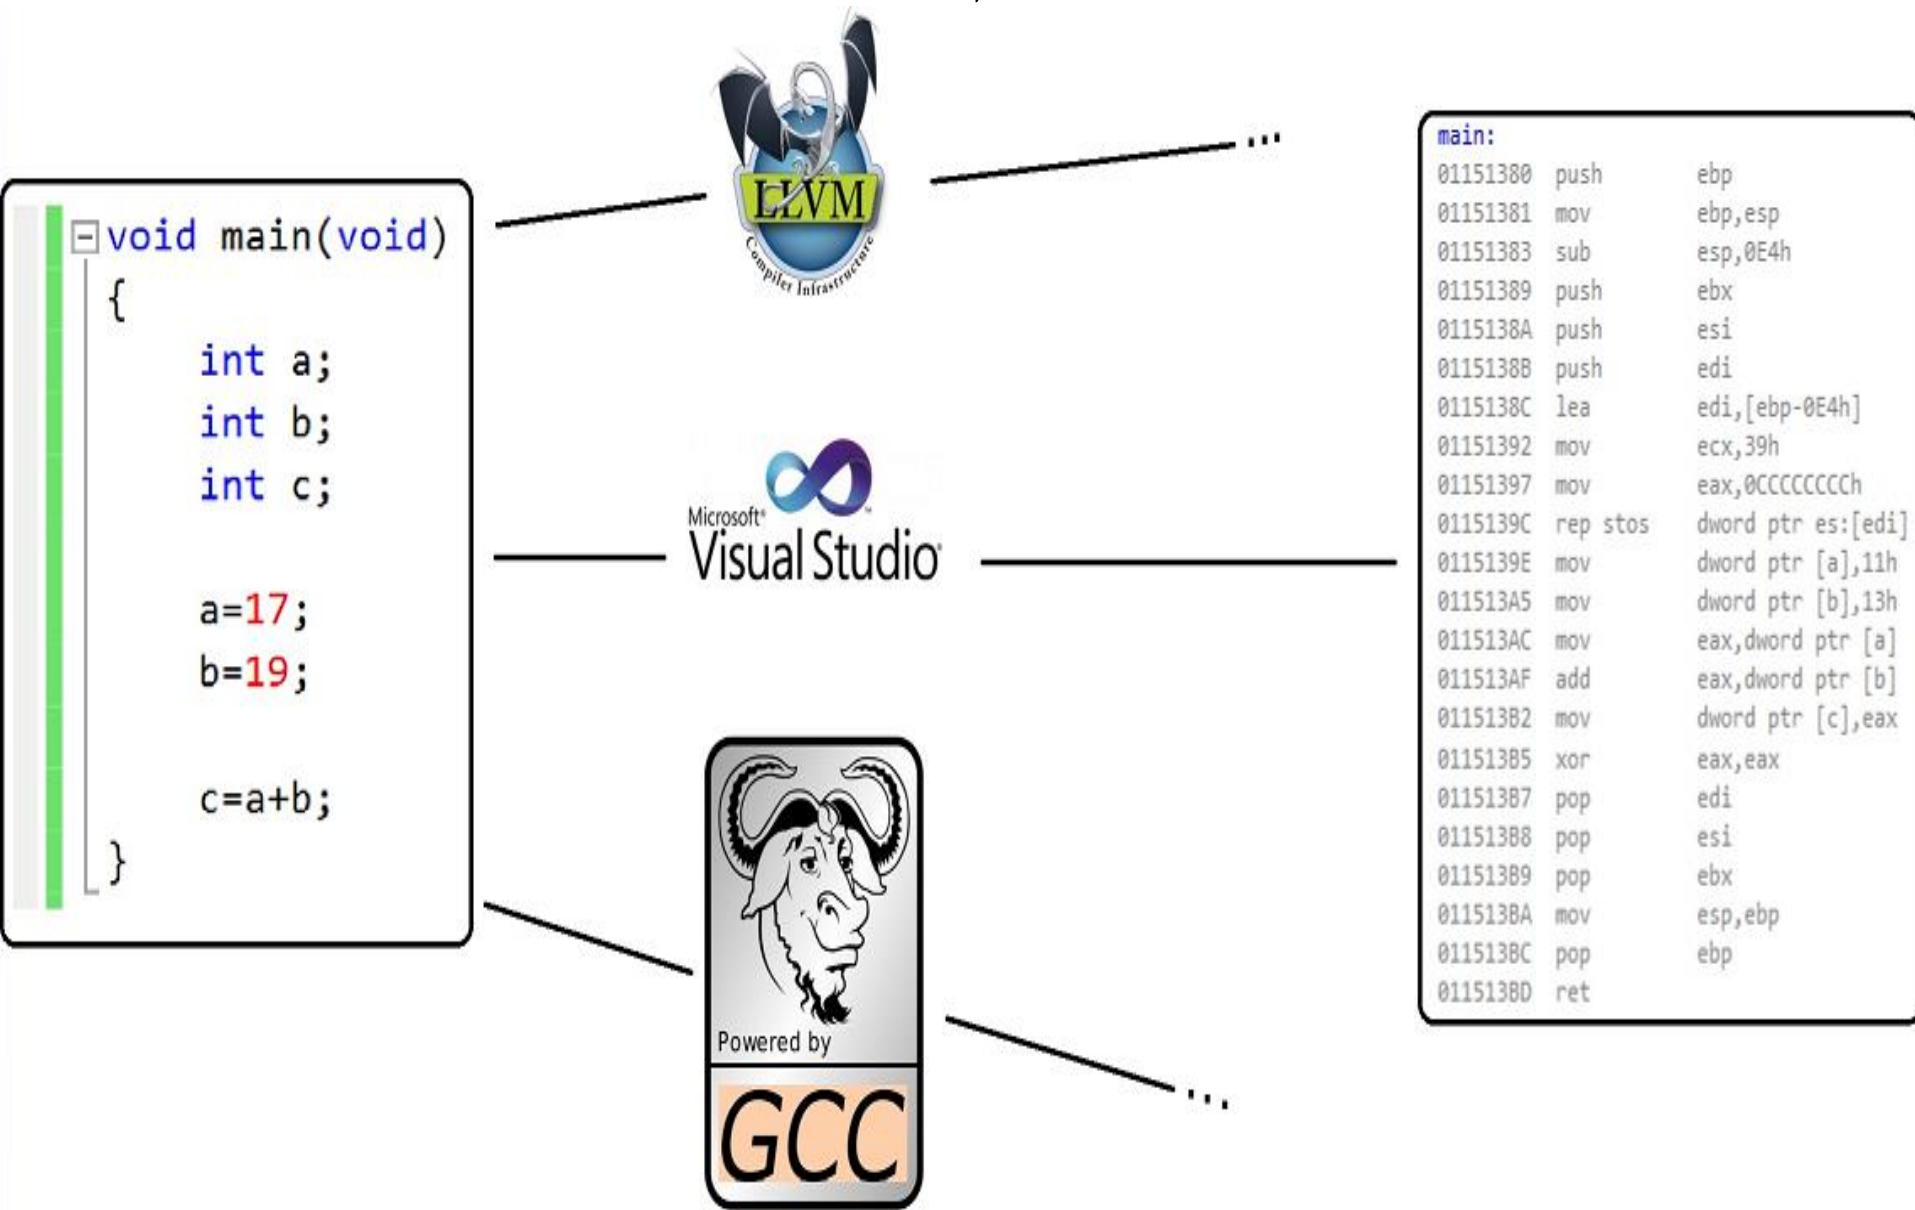 void main(void)
{
int a;
int b;
int c;
a=17;
b=19;
c=a+b;
}
LLVM
Compiler Infrastructure
...
Microsoft®
Visual Studio
Powered by
GCC
...
main:
01151380 push ebp
01151381 mov ebp,esp
01151383 sub esp,0E4h
01151389 push ebx
0115138A push esi
0115138B push edi
0115138C lea edi,[ebp-0E4h]
01151392 mov ecx,39h
01151397 mov eax,0CCCCCCCCh
0115139C rep stos dword ptr es:[edi]
0115139E mov dword ptr [a],11h
011513A5 mov dword ptr [b],13h
011513AC mov eax,dword ptr [a]
011513AF add eax,dword ptr [b]
011513B2 mov dword ptr [c],eax
011513B5 xor eax,eax
011513B7 pop edi
011513B8 pop esi
011513B9 pop ebx
011513BA mov esp,ebp
011513BC pop ebp
011513BD ret